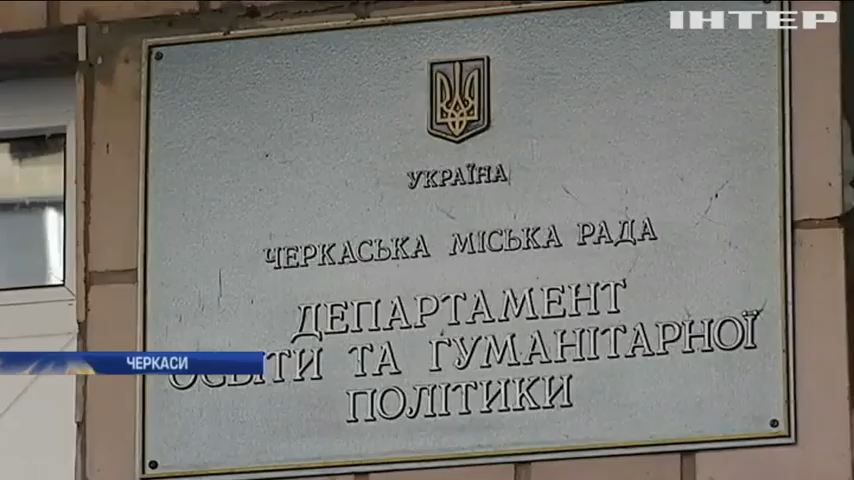 ІНТЕР
УКРАЇНА
ЧЕРКАСЬКА МІСЬКА РАДА
ДЕПАРТАМЕНТ
ОСВІТИ ТА ГУМАНІТАРНОЇ
ПОЛІТИКИ
ЧЕРКАСИ